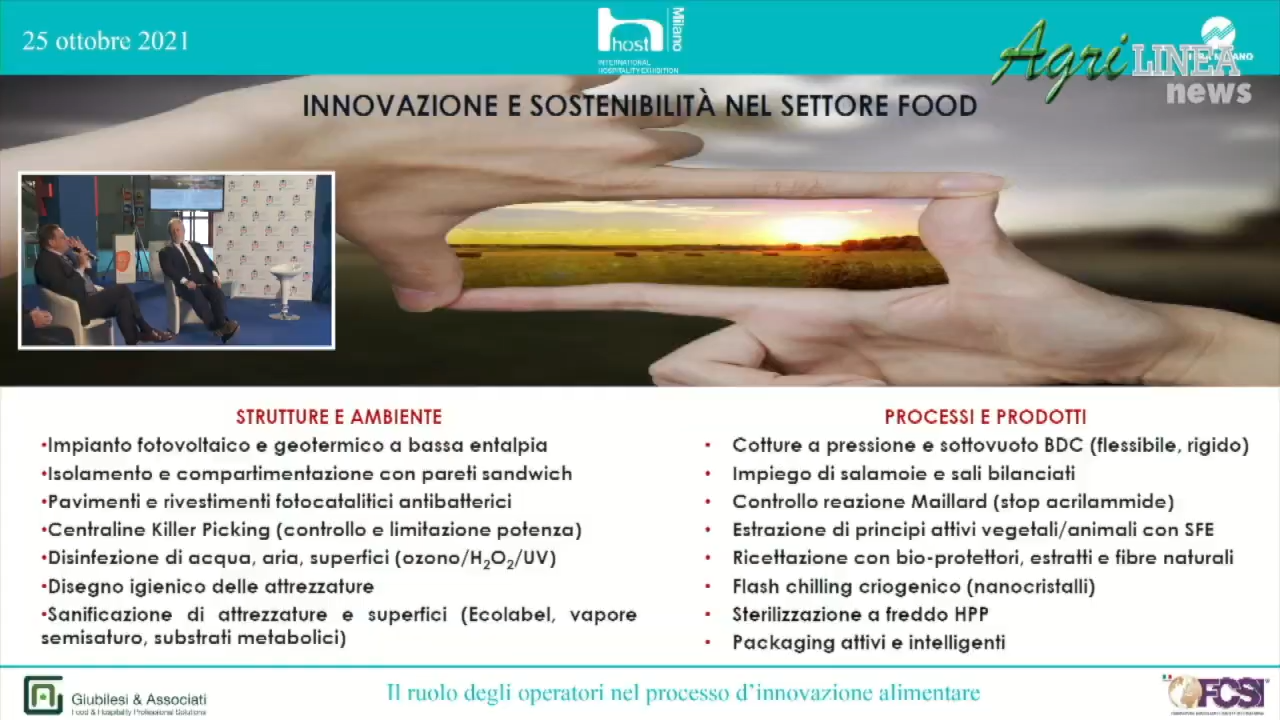 25 ottobre 2021
host
Milano
INTERNATIONAL
HOSPITALITY EXHIBITION
Agri LINEA
news
INNOVAZIONE E SOSTENIBILITÀ NEL SETTORE FOOD
STRUTTURE E AMBIENTE
•Impianto fotovoltaico e geotermico a bassa entalpia
•Isolamento e compartimentazione con pareti sandwich
•Pavimenti e rivestimenti fotocatalitici antibatterici
•Centraline Killer Picking (controllo e limitazione potenza)
•Disinfezione di acqua, aria, superfici (ozono/H₂O₂/UV)
•Disegno igienico delle attrezzature
•Sanificazione di attrezzature e superfici (Ecolabel, vapore
semisaturo, substrati metabolici)
PROCESSI E PRODOTTI
• Cotture a pressione e sottovuoto BDC (flessibile, rigido)
• Impiego di salamoie e sali bilanciati
• Controllo reazione Maillard (stop acrilammide)
• Estrazione di principi attivi vegetali/animali con SFE
• Ricettazione con bio-protettori, estratti e fibre naturali
• Flash chilling criogenico (nanocristalli)
• Sterilizzazione a freddo HPP
• Packaging attivi e intelligenti
Giubilesi & Associati
Food & Hospitality Professional Solutions
Il ruolo degli operatori nel processo d'innovazione alimentare
FCSI